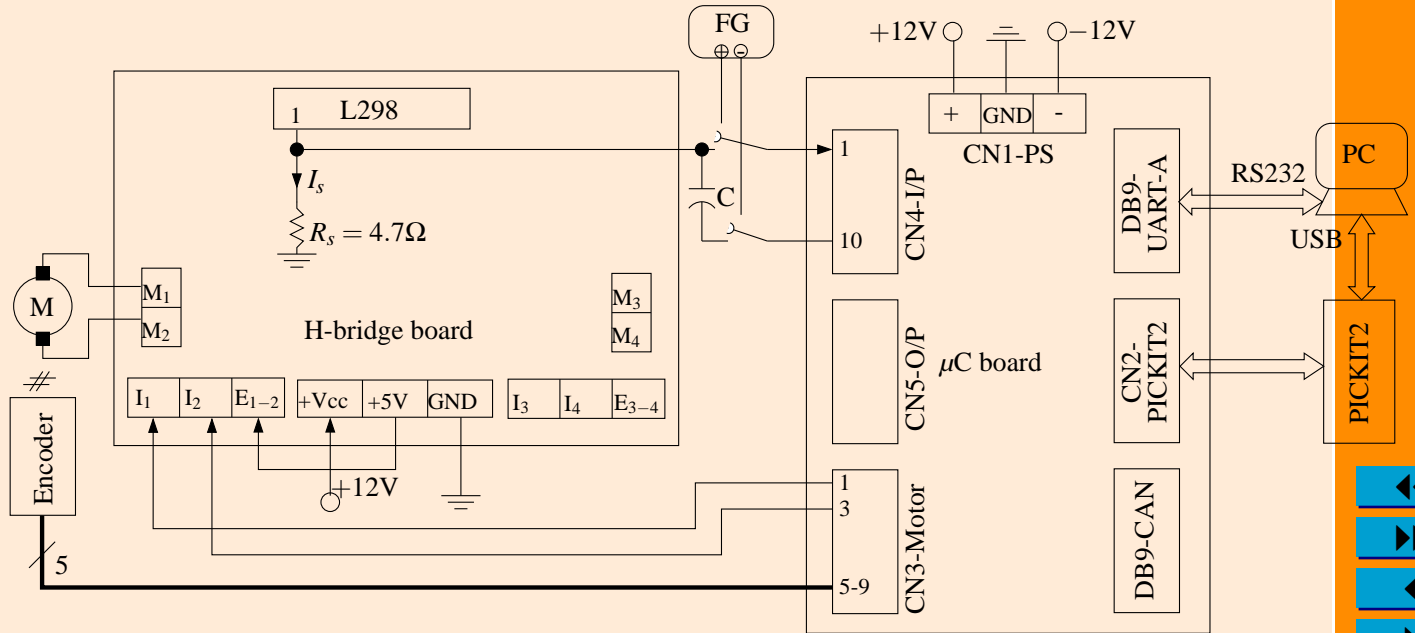 FG
+12V
−12V
L298
1
+
GND
-
CN1-PS
I_s
R_s = 4.7Ω
C
1
10
CN4-I/P
DB9-
UART-A
RS232
PC
USB
M
M₁
M₂
H-bridge board
M₃
M₄
CN5-O/P
μC board
CN2-
PICKIT2
PICKIT2
I₁
I₂
E₁₋₂
+Vcc
+5V
GND
I₃
I₄
E₃₋₄
Encoder
+12V
5
1
3
5-9
CN3-Motor
DB9-CAN